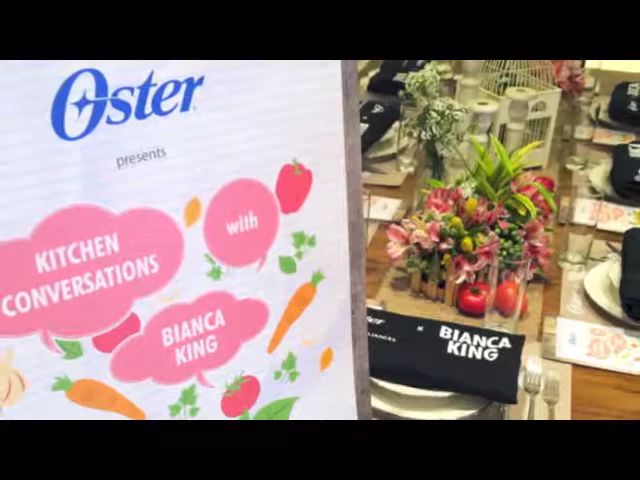 Oster
presents
KITCHEN
CONVERSATIONS
with
BIANCA
KING
BIANCA
KING